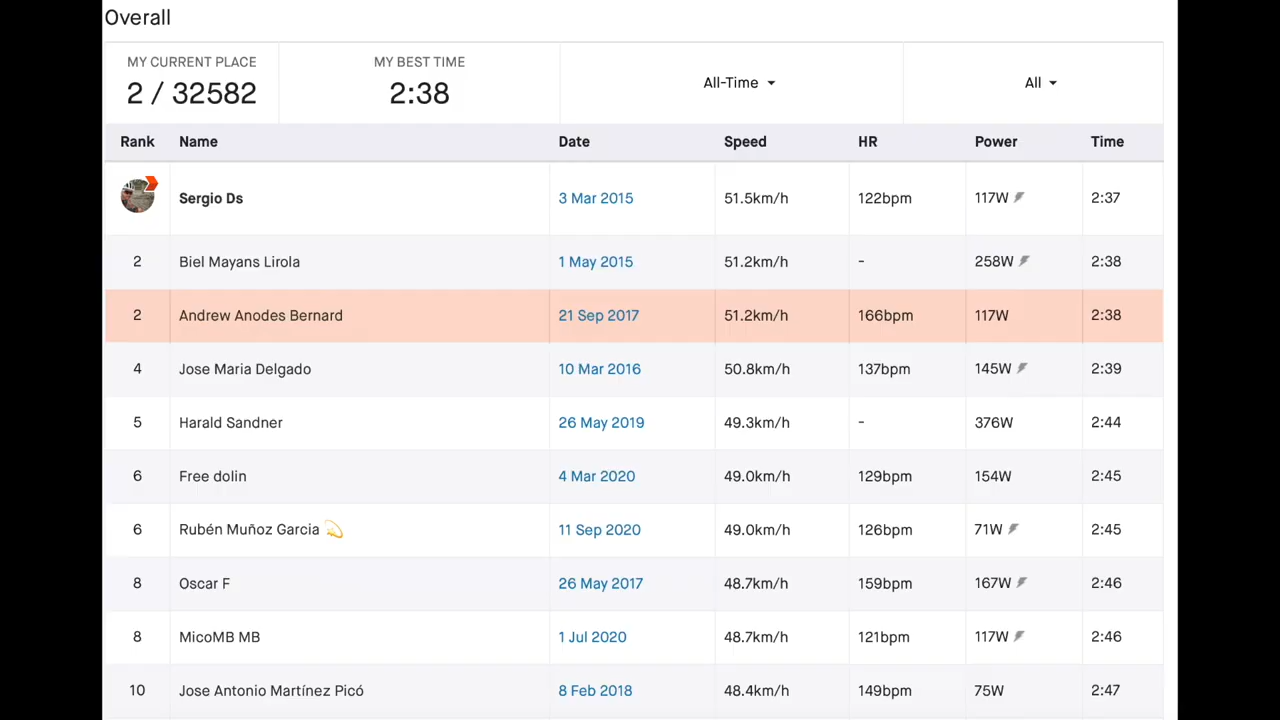 Overall
MY CURRENT PLACE MY BEST TIME
2 / 32582 2:38 All-Time All
Rank Name Date Speed HR Power Time
Sergio Ds 3 Mar 2015 51.5km/h 122bpm 117W 2:37
2 Biel Mayans Lirola 1 May 2015 51.2km/h - 258W 2:38
2 Andrew Anodes Bernard 21 Sep 2017 51.2km/h 166bpm 117W 2:38
4 Jose Maria Delgado 10 Mar 2016 50.8km/h 137bpm 145W 2:39
5 Harald Sandner 26 May 2019 49.3km/h - 376W 2:44
6 Free dolin 4 Mar 2020 49.0km/h 129bpm 154W 2:45
6 Rubén Muñoz Garcia 💫 11 Sep 2020 49.0km/h 126bpm 71W 2:45
8 Oscar F 26 May 2017 48.7km/h 159bpm 167W 2:46
8 MicoMB MB 1 Jul 2020 48.7km/h 121bpm 117W 2:46
10 Jose Antonio Martínez Picó 8 Feb 2018 48.4km/h 149bpm 75W 2:47